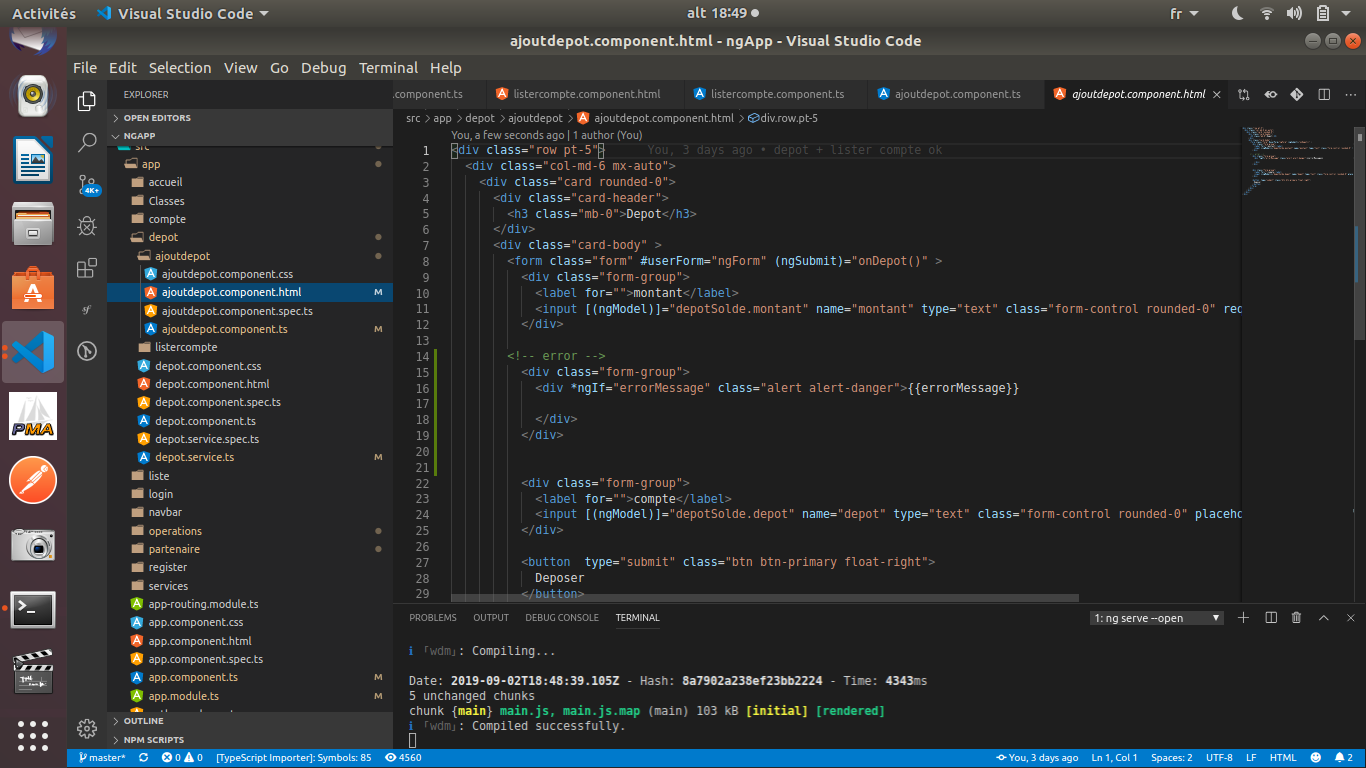 Activités
Visual Studio Code
alt 18:49
fr
ajoutdepot.component.html - ngApp - Visual Studio Code
File Edit Selection View Go Debug Terminal Help
EXPLORER
OPEN EDITORS
NGAPP
src
app
accueil
Classes
compte
depot
ajoutdepot
ajoutdepot.component.css
ajoutdepot.component.html M
ajoutdepot.component.spec.ts
ajoutdepot.component.ts M
listercompte
depot.component.css
depot.component.html
depot.component.spec.ts
depot.component.ts
depot.service.spec.ts
depot.service.ts M
liste
login
navbar
operations
partenaire
register
services
app-routing.module.ts
app.component.css
app.component.html
app.component.spec.ts
app.component.ts M
app.module.ts M
OUTLINE
NPM SCRIPTS
4K+
sf
PMA
.component.ts
listercompte.component.html
listercompte.component.ts
ajoutdepot.component.ts
ajoutdepot.component.html
src > app > depot > ajoutdepot > ajoutdepot.component.html > div.row.pt-5
You, a few seconds ago | 1 author (You)
1 <div class="row pt-5"> You, 3 days ago • depot + lister compte ok
2 <div class="col-md-6 mx-auto">
3 <div class="card rounded-0">
4 <div class="card-header">
5 <h3 class="mb-0">Depot</h3>
6 </div>
7 <div class="card-body" >
8 <form class="form" #userForm="ngForm" (ngSubmit)="onDepot()" >
9 <div class="form-group">
10 <label for="">montant</label>
11 <input [(ngModel)]="depotSolde.montant" name="montant" type="text" class="form-control rounded-0" req
12 </div>
13
14 <!-- error -->
15 <div class="form-group">
16 <div *ngIf="errorMessage" class="alert alert-danger">{{errorMessage}}
17
18 </div>
19 </div>
20
21
22 <div class="form-group">
23 <label for="">compte</label>
24 <input [(ngModel)]="depotSolde.depot" name="depot" type="text" class="form-control rounded-0" placeho
25 </div>
26
27 <button  type="submit" class="btn btn-primary float-right">
28 Deposer
29 </button>
PROBLEMS OUTPUT DEBUG CONSOLE TERMINAL
1: ng serve --open
ℹ ｢wdm｣: Compiling...
Date: 2019-09-02T18:48:39.105Z - Hash: 8a7902a238ef23bb2224 - Time: 4343ms
5 unchanged chunks
chunk {main} main.js, main.js.map (main) 103 kB [initial] [rendered]
ℹ ｢wdm｣: Compiled successfully.
master* 0 0 [TypeScript Importer]: Symbols: 85 4560
You, 3 days ago Ln 1, Col 1 Spaces: 2 UTF-8 LF HTML 2